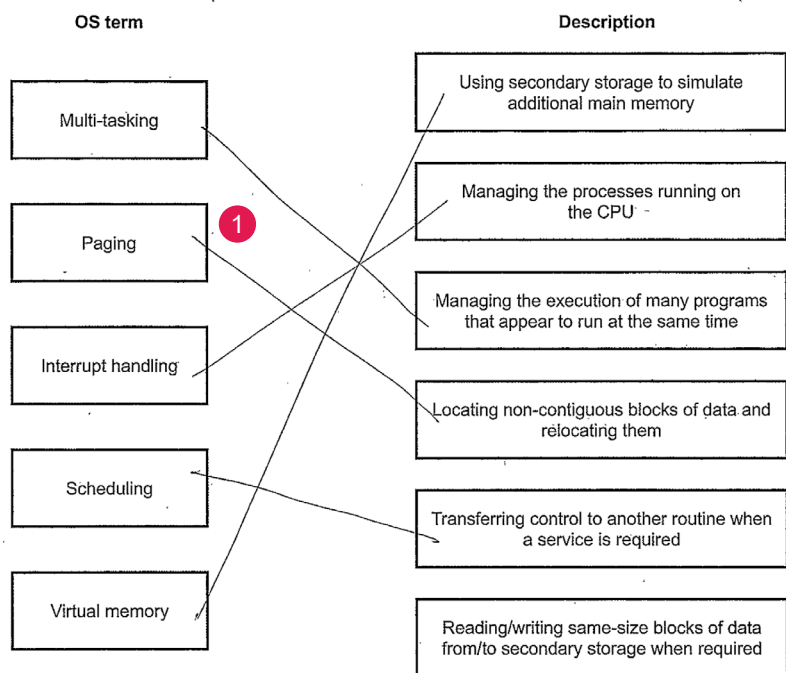 OS term
Description
Multi-tasking
Paging
Interrupt handling
Scheduling
Virtual memory
1
Using secondary storage to simulate
additional main memory
Managing the processes running on
the CPU
Managing the execution of many programs
that appear to run at the same time
Locating non-contiguous blocks of data and
relocating them
Transferring control to another routine when
a service is required
Reading/writing same-size blocks of data
from/to secondary storage when required